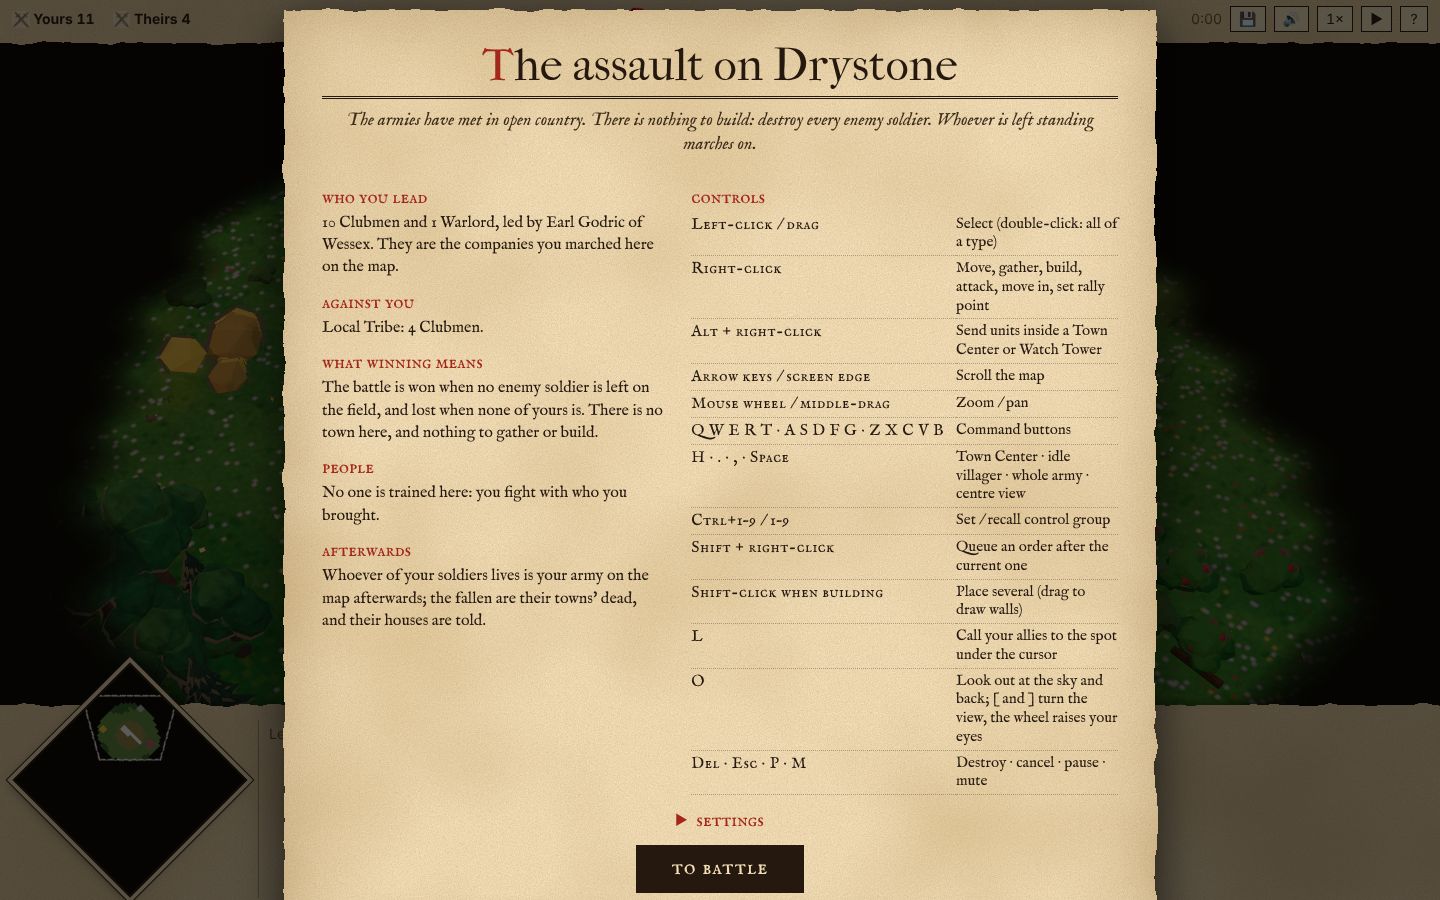 Yours 11
Theirs 4
0:00
1×
?
The assault on Drystone
The armies have met in open country. There is nothing to build: destroy every enemy soldier. Whoever is left standing
marches on.
WHO YOU LEAD
10 Clubmen and 1 Warlord, led by Earl Godric of
Wessex. They are the companies you marched here
on the map.
AGAINST YOU
Local Tribe: 4 Clubmen.
WHAT WINNING MEANS
The battle is won when no enemy soldier is left on
the field, and lost when none of yours is. There is no
town here, and nothing to gather or build.
PEOPLE
No one is trained here: you fight with who you
brought.
AFTERWARDS
Whoever of your soldiers lives is your army on the
map afterwards; the fallen are their towns' dead,
and their houses are told.
CONTROLS
Left-click / drag
Select (double-click: all of
a type)
Right-click
Move, gather, build,
attack, move in, set rally
point
Alt + right-click
Send units inside a Town
Center or Watch Tower
Arrow keys / screen edge
Scroll the map
Mouse wheel / middle-drag
Zoom / pan
Q W E R T · A S D F G · Z X C V B
Command buttons
H · . · , · Space
Town Center · idle
villager · whole army ·
centre view
Ctrl+1-9 / 1-9
Set / recall control group
Shift + right-click
Queue an order after the
current one
Shift-click when building
Place several (drag to
draw walls)
L
Call your allies to the spot
under the cursor
O
Look out at the sky and
back; [ and ] turn the
view, the wheel raises your
eyes
Del · Esc · P · M
Destroy · cancel · pause ·
mute
SETTINGS
TO BATTLE